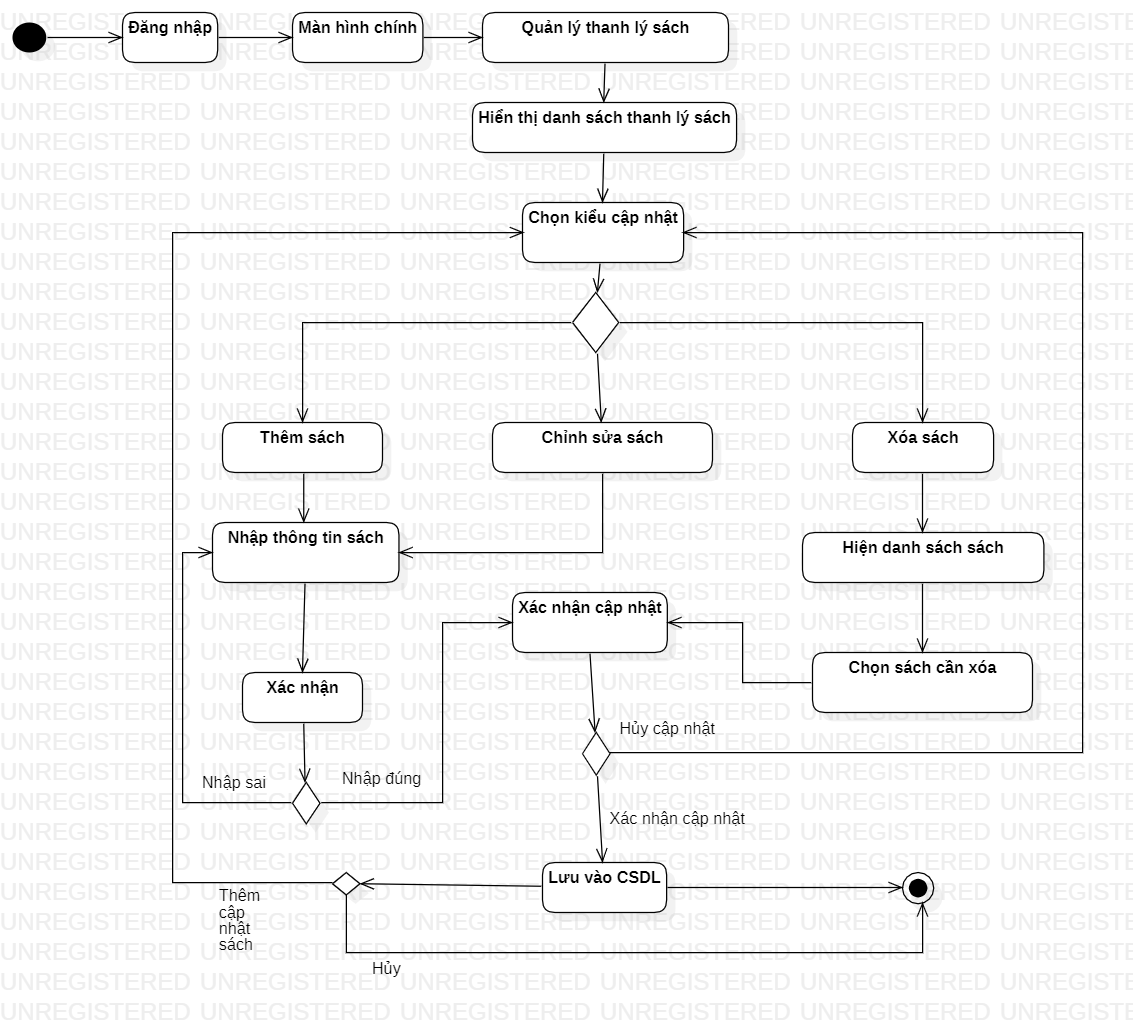 Đăng nhập
Màn hình chính
Quản lý thanh lý sách
Hiển thị danh sách thanh lý sách
Chọn kiểu cập nhật
Thêm sách
Chỉnh sửa sách
Xóa sách
Nhập thông tin sách
Hiện danh sách sách
Xác nhận cập nhật
Chọn sách cần xóa
Xác nhận
Hủy cập nhật
Nhập sai
Nhập đúng
Xác nhận cập nhật
Lưu vào CSDL
Thêm
cập
nhật
sách
Hủy
UNREGISTERED